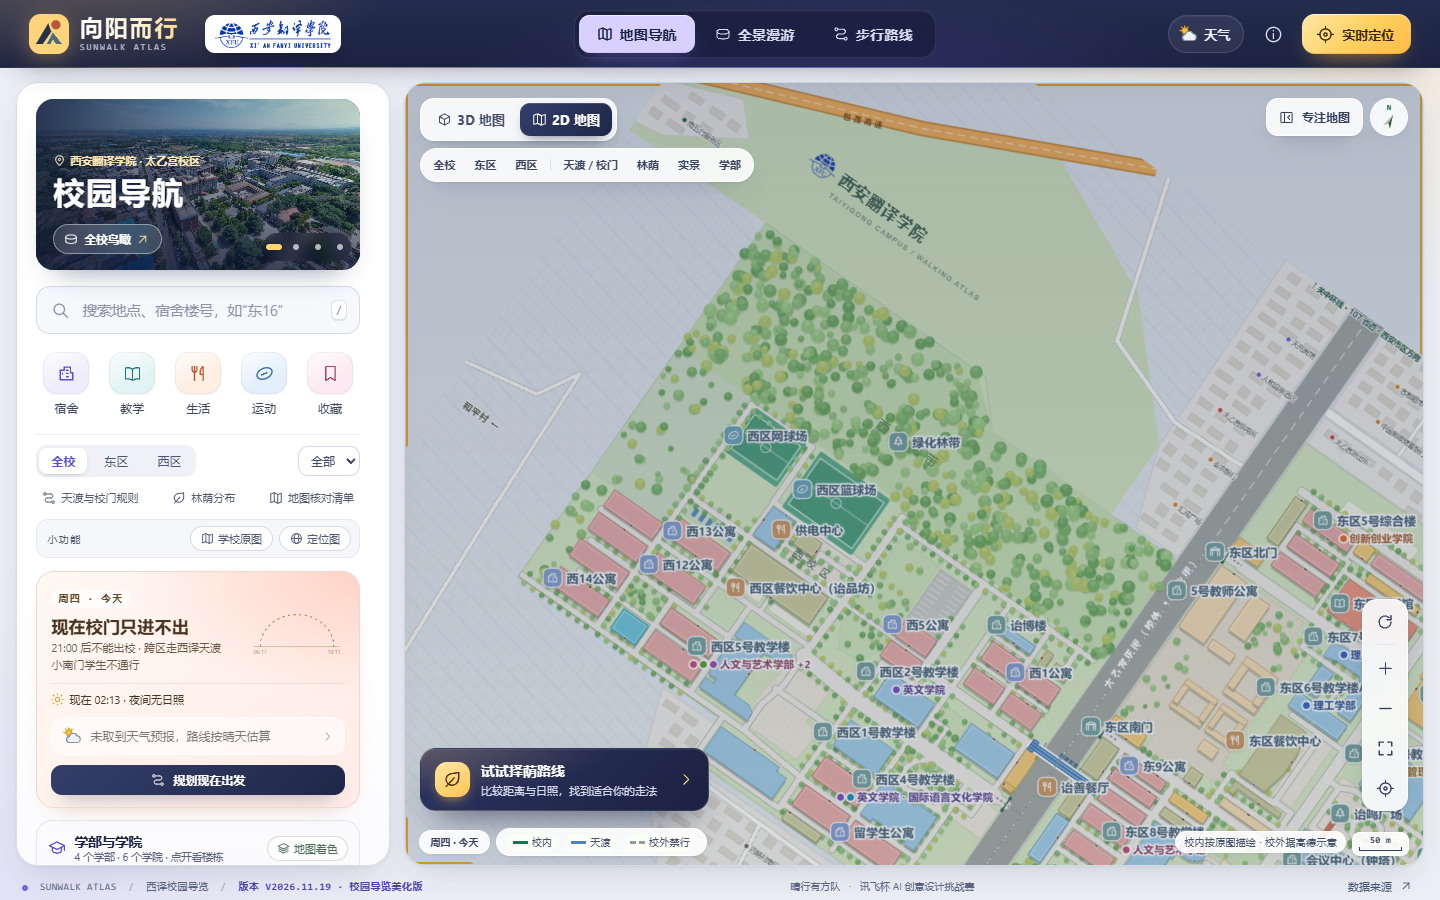 向阳而行
SUNWALK ATLAS
西安翻译学院
XI' AN FANYI UNIVERSITY
地图导航
全景漫游
步行路线
天气
实时定位
西安翻译学院 · 太乙宫校区
校园导航
全校鸟瞰
搜索地点、宿舍楼号，如“东16”
/
宿舍
教学
生活
运动
收藏
全校
东区
西区
全部
天渡与校门规则
林荫分布
地图核对清单
小功能
学校原图
定位图
周四 · 今天
现在校门只进不出
21:00 后不能出校 · 跨区走西译天渡
小南门学生不通行
现在 02:13 · 夜间无日照
未取到天气预报，路线按晴天估算
规划现在出发
学部与学院
4 个学部 · 6 个学院 · 点开看楼栋
地图着色
3D 地图
2D 地图
全校
东区
西区
天渡 / 校门
林荫
实景
学部
专注地图
N
包茂高速
西安翻译学院
TAIYIGONG CAMPUS / WALKING ATLAS
和平村
西区网球场
绿化林带
西区篮球场
西13公寓
供电中心
西12公寓
西14公寓
西区餐饮中心（诒品坊）
西5公寓
诒博楼
西区5号教学楼
人文与艺术学部 +2
西区2号教学楼
英文学院
西1公寓
西区1号教学楼
西区4号教学楼
英文学院 · 国际语言文化学院
留学生公寓
东区5号综合楼
创新创业学院
东区北门
5号教师公寓
东区6号教学楼
理工学部
东区南门
东区餐饮中心
东9公寓
诒善餐厅
东区8号教学楼
诒鸣广场
会议中心（钟塔）
试试择荫路线
比较距离与日照，找到适合你的走法
周四 · 今天
校内
天渡
校外禁行
校内按原图描绘 · 校外据高德示意
50 m
SUNWALK ATLAS / 西译校园导览 / 版本 V2026.11.19 · 校园导览美化版
晴行有方队 · 讯飞杯 AI 创意设计挑战赛
数据来源